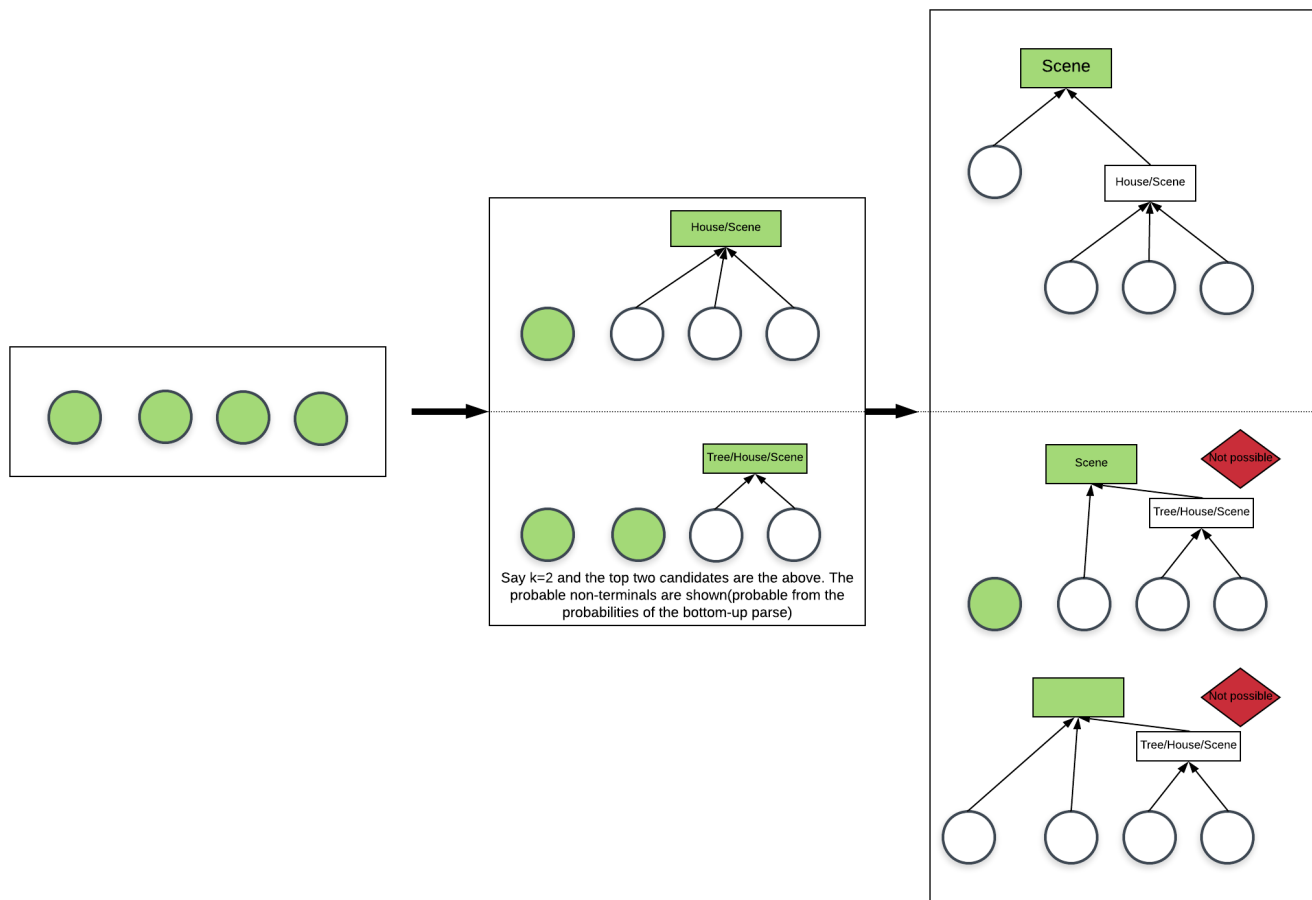 Scene
House/Scene
House/Scene
Tree/House/Scene
Say k=2 and the top two candidates are the above. The
probable non-terminals are shown(probable from the
probabilities of the bottom-up parse)
Scene
Not possible
Tree/House/Scene
Not possible
Tree/House/Scene